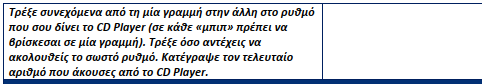 Τρέξε συνεχόμενα από τη μία γραμμή στην άλλη στο ρυθμό
που σου δίνει το CD Player (σε κάθε «μπιπ» πρέπει να
βρίσκεσαι σε μία γραμμή). Τρέξε όσο αντέχεις να
ακολουθείς το σωστό ρυθμό. Κατέγραψε τον τελευταίο
αριθμό που άκουσες από το CD Player.